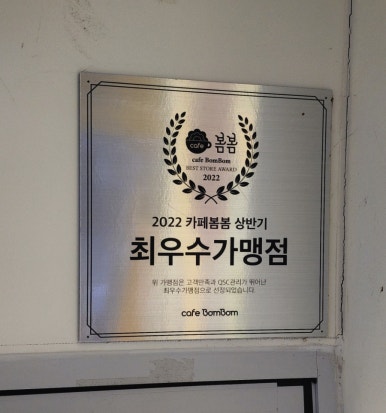 cafe 봄봄
cafe BomBom
BEST STORE AWARD
2022
2022 카페봄봄 상반기
최우수가맹점
위 가맹점은 고객만족과 QSC관리가 뛰어난
최우수가맹점으로 선정되었습니다.
cafe BomBom